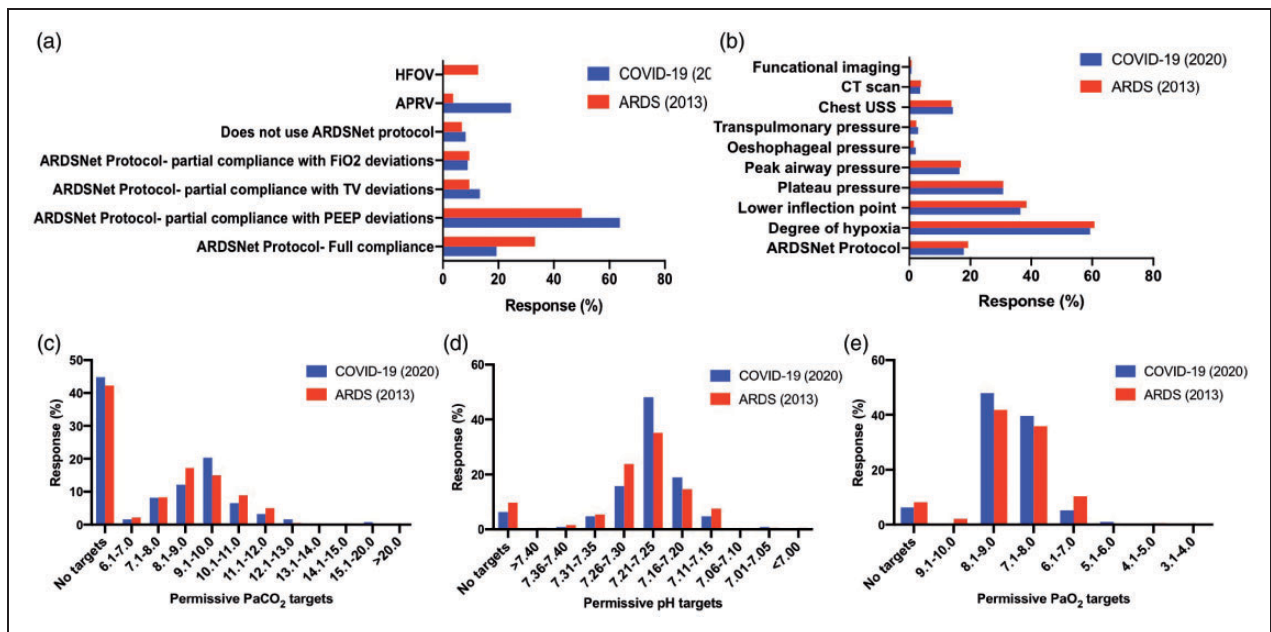 (a)
HFOV
APRV
Does not use ARDSNet protocol
ARDSNet Protocol- partial compliance with FiO2 deviations
ARDSNet Protocol- partial compliance with TV deviations
ARDSNet Protocol- partial compliance with PEEP deviations
ARDSNet Protocol- Full compliance
0 20 40 60 80
Response (%)
COVID-19 (20
ARDS (2013)
(b)
COVID-19 (2020)
ARDS (2013)
Funcational imaging
CT scan
Chest USS
Transpulmonary pressure
Oeshophageal pressure
Peak airway pressure
Plateau pressure
Lower inflection point
Degree of hypoxia
ARDSNet Protocol
0 20 40 60 80
Response (%)
(c)
COVID-19 (2020)
ARDS (2013)
Response (%)
50
40
30
20
10
0
No targets
6.1-7.0
7.1-8.0
8.1-9.0
9.1-10.0
10.1-11.0
11.1-12.0
12.1-13.0
13.1-14.0
14.1-15.0
15.1-20.0
>20.0
Permissive PaCO2 targets
(d)
COVID-19 (2020)
ARDS (2013)
Response (%)
60
40
20
0
No targets
>7.40
7.36-7.40
7.31-7.35
7.26-7.30
7.21-7.25
7.16-7.20
7.11-7.15
7.06-7.10
7.01-7.05
<7.00
Permissive pH targets
(e)
COVID-19 (2020)
ARDS (2013)
Response (%)
60
40
20
0
No targets
9.1-10.0
8.1-9.0
7.1-8.0
6.1-7.0
5.1-6.0
4.1-5.0
3.1-4.0
Permissive PaO2 targets